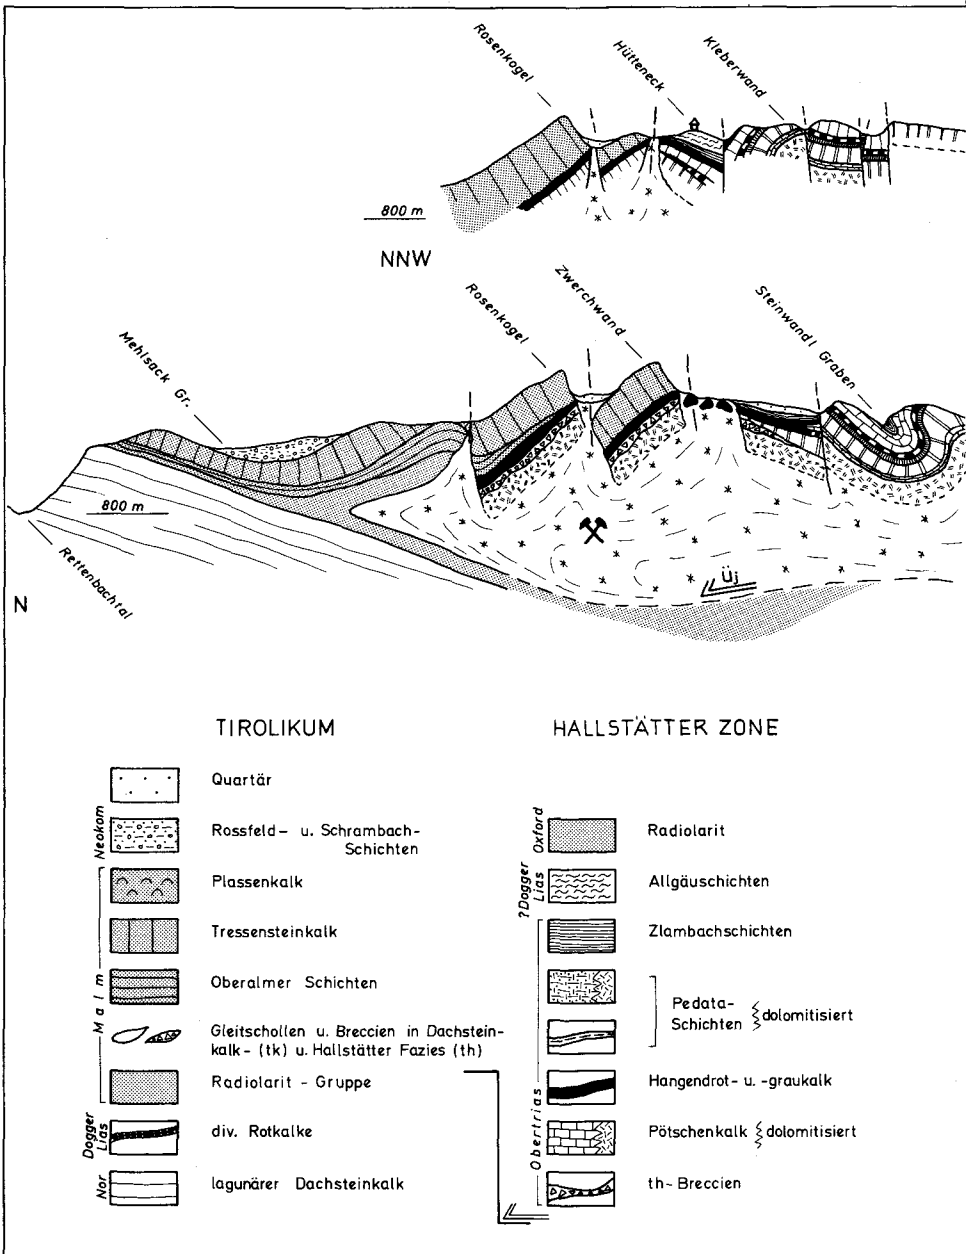 Rosenkogel
Hütteneck
Kleberwand
800 m
NNW
Mehlsack Gr.
Rosenkogel
Zwerchwand
Steinwandl Graben
800 m
Rettenbachtal
N
Üj
TIROLIKUM
Quartär
Neokom
Rossfeld- u. Schrambach-
Schichten
Malm
Plassenkalk
Tressensteinkalk
Oberalmer Schichten
Gleitschollen u. Breccien in Dachstein-
kalk- (tk) u. Hallstätter Fazies (th)
Radiolarit - Gruppe
Dogger
Lias
div. Rotkalke
Nor
lagunärer Dachsteinkalk
HALLSTÄTTER ZONE
Oxford
Radiolarit
?Dogger
Lias
Allgäuschichten
Obertrias
Zlambachschichten
Pedata-
Schichten
dolomitisiert
Hangendrot- u. -graukalk
Pötschenkalk dolomitisiert
th-Breccien